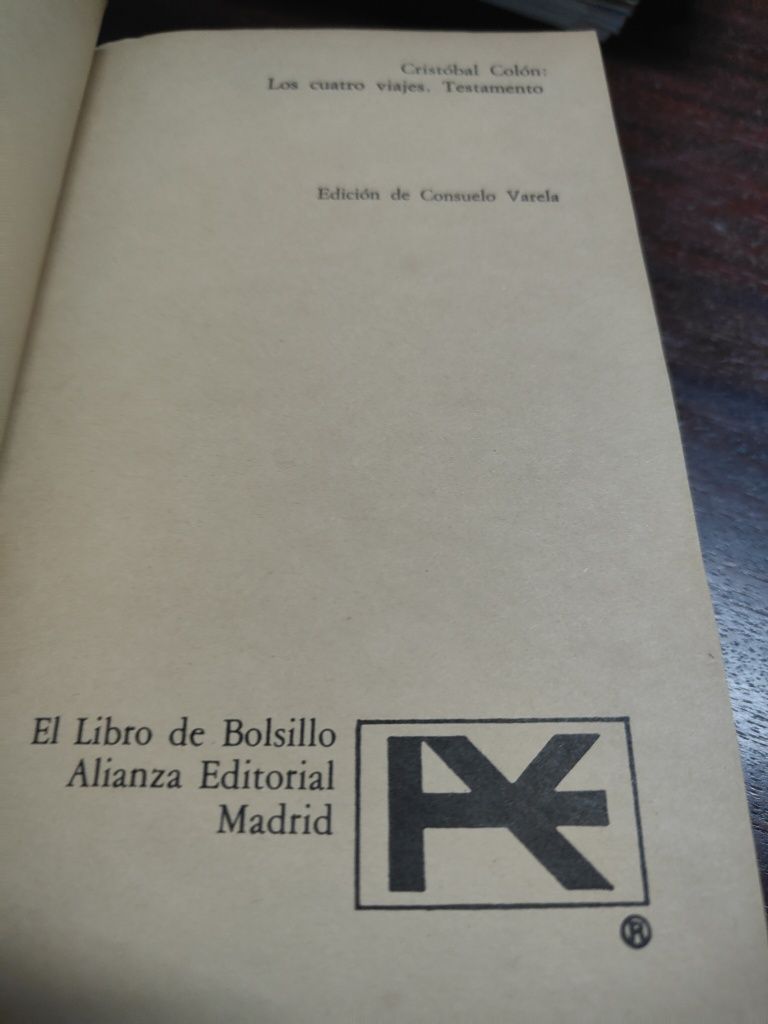 Cristóbal Colón:
Los cuatro viajes. Testamento
Edición de Consuelo Varela
El Libro de Bolsillo
Alianza Editorial
Madrid
®